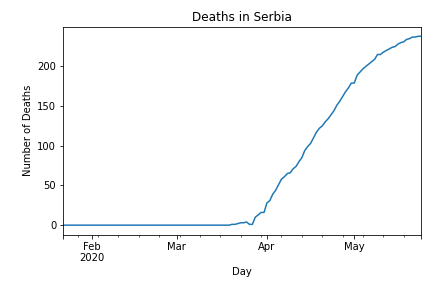 Deaths in Serbia
Number of Deaths
200
150
100
50
0
Feb
2020
Mar
Apr
May
Day